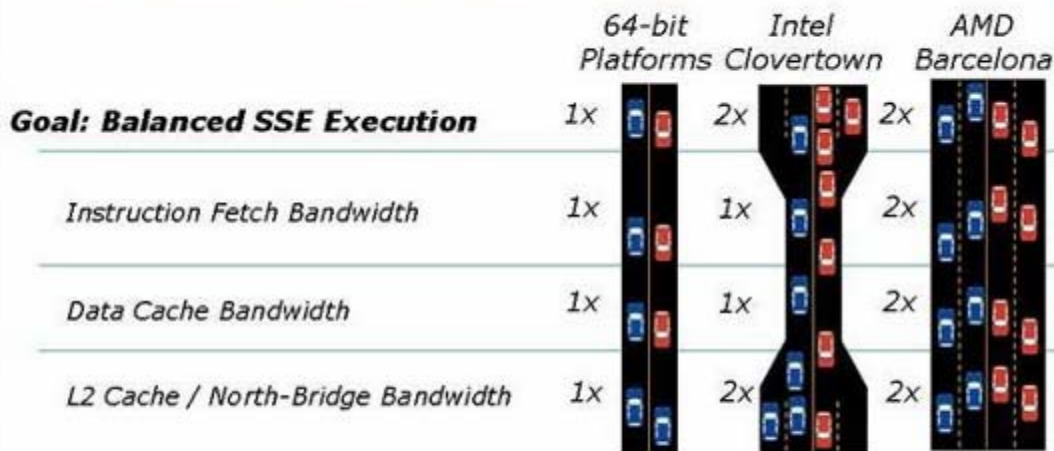 64-bit Platforms
Intel Clovertown
AMD Barcelona
Goal: Balanced SSE Execution 1x 2x 2x
Instruction Fetch Bandwidth 1x 1x 2x
Data Cache Bandwidth 1x 1x 2x
L2 Cache / North-Bridge Bandwidth 1x 2x 2x